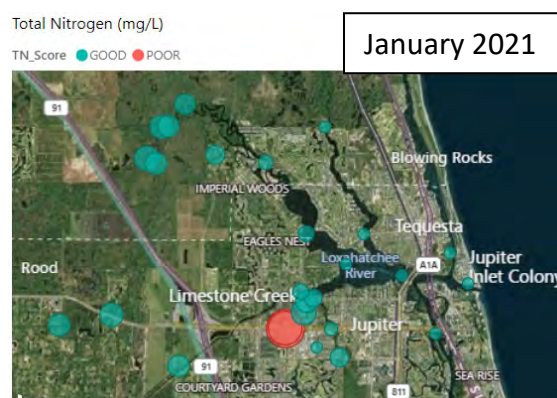 Total Nitrogen (mg/L)
TN_Score GOOD POOR
January 2021
91
Blowing Rocks
IMPERIAL WOODS
Tequesta
EAGLES NEST
Loxahatchee
River
Jupiter
Inlet Colony
A1A
Rood
Limestone Creek
Jupiter
91
COURTYARD GARDENS
SEA RISE
811